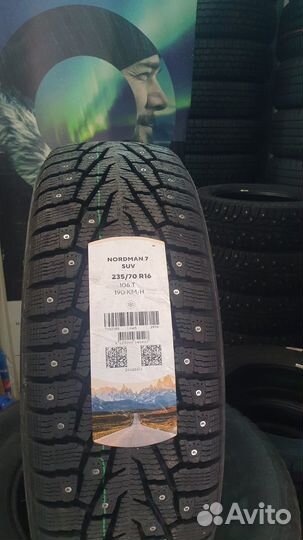 NORDMAN 7
SUV
235/70 R16
106 T
190 KM/H
Avito